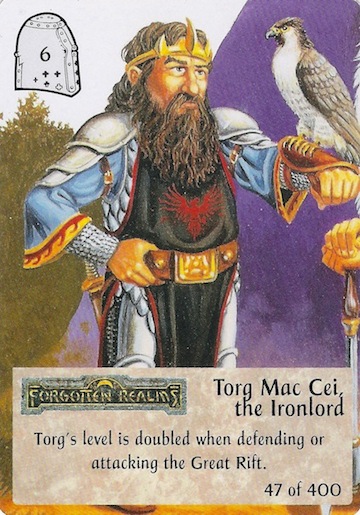 6
FORGOTTEN REALMS
Torg Mac Cei,
the Ironlord
Torg's level is doubled when defending or
attacking the Great Rift.
47 of 400